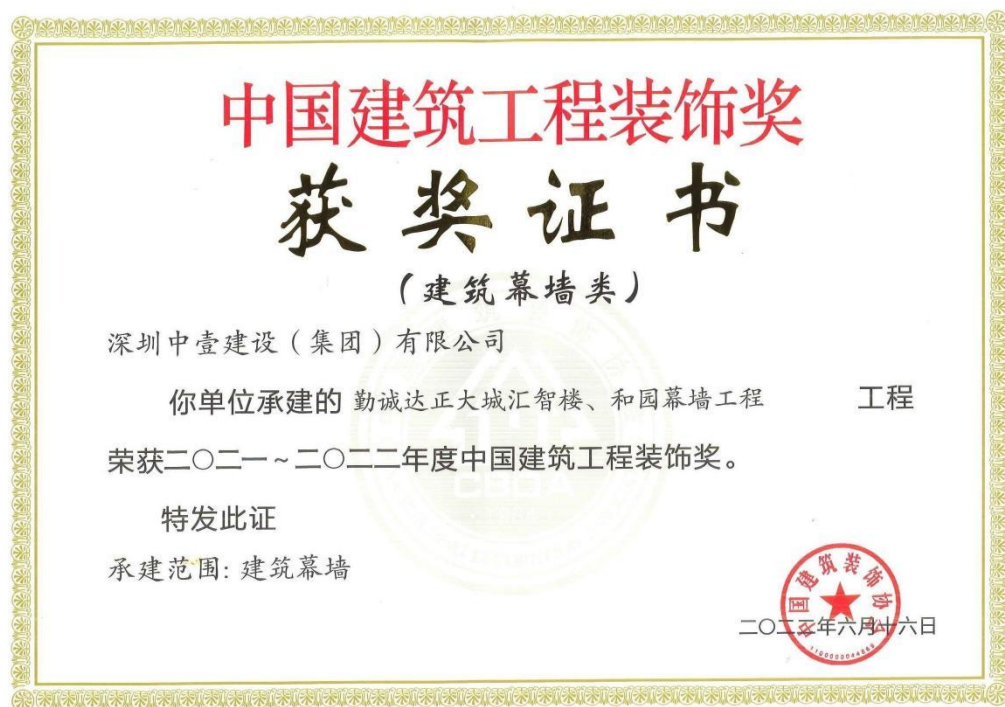 中国建筑工程装饰奖
获奖证书
(建筑幕墙类)
深圳中壹建设(集团)有限公司
你单位承建的 勤诚达正大城汇智楼、和园幕墙工程 工程
荣获二〇二一~二〇二二年度中国建筑工程装饰奖。
特发此证
承建范围: 建筑幕墙
中国建筑装饰协会
二〇二二年六月十六日
CBDA